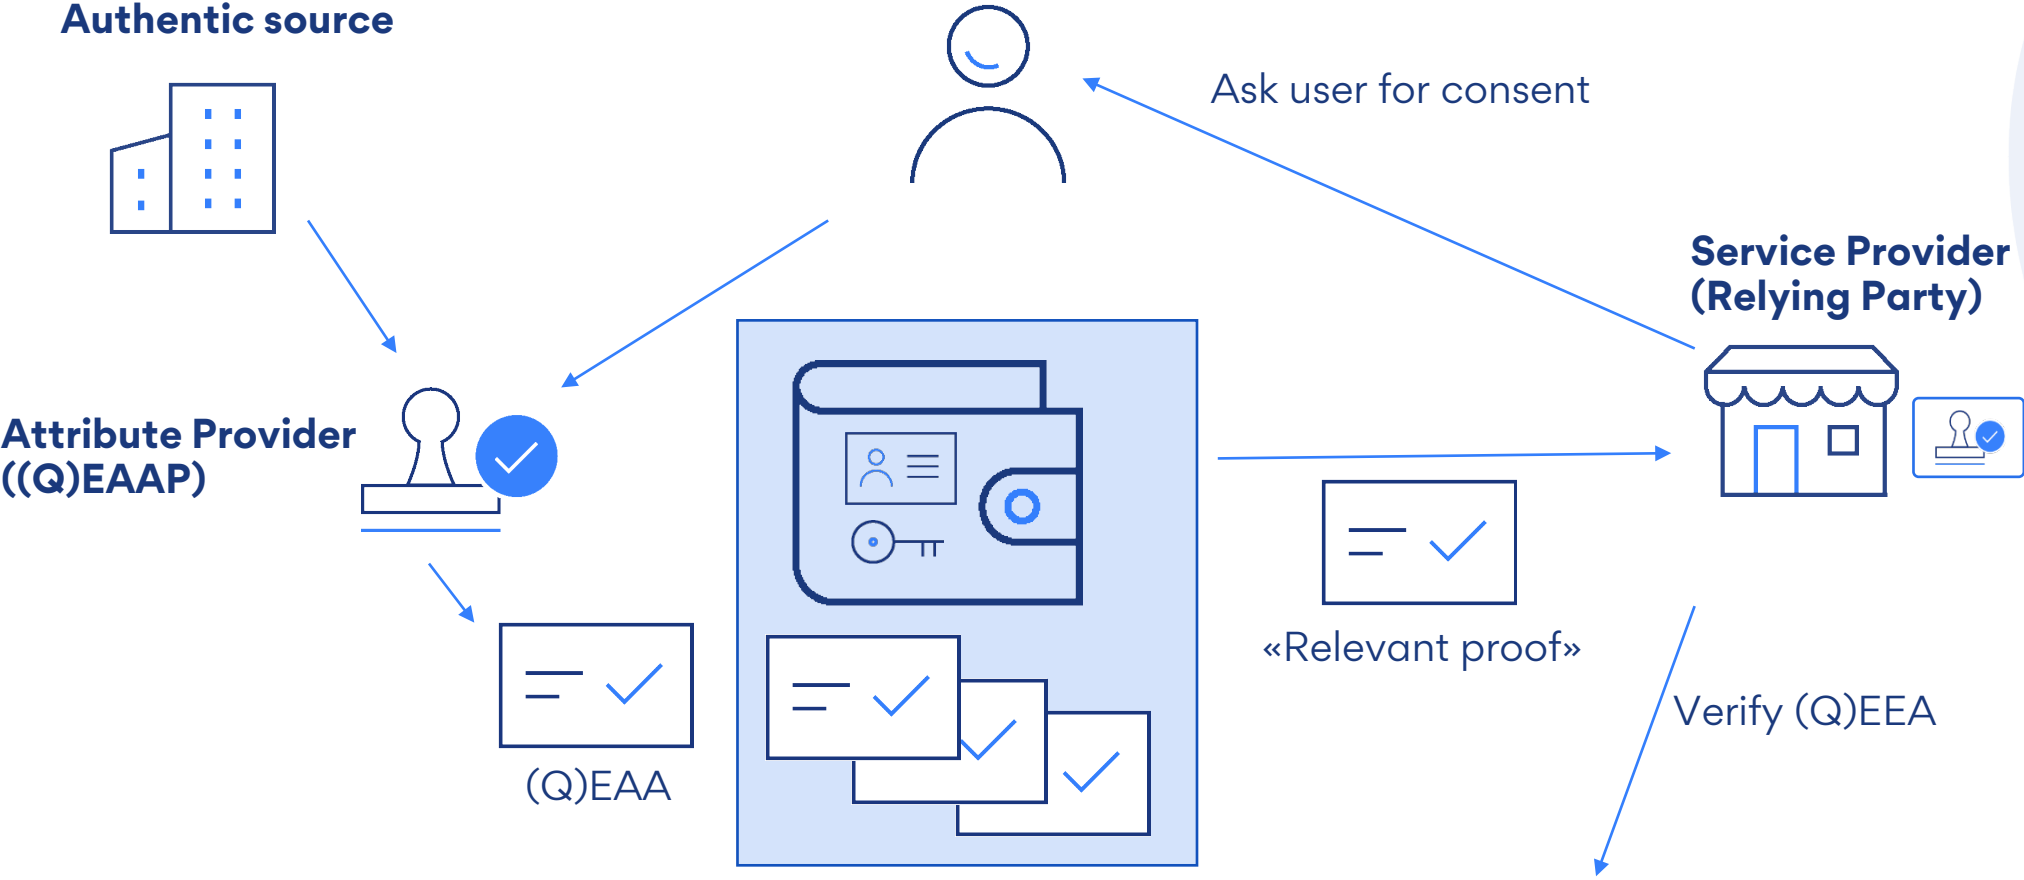 Authentic source
Ask user for consent
Service Provider
(Relying Party)
Attribute Provider
((Q)EAAP)
«Relevant proof»
Verify (Q)EEA
(Q)EAA